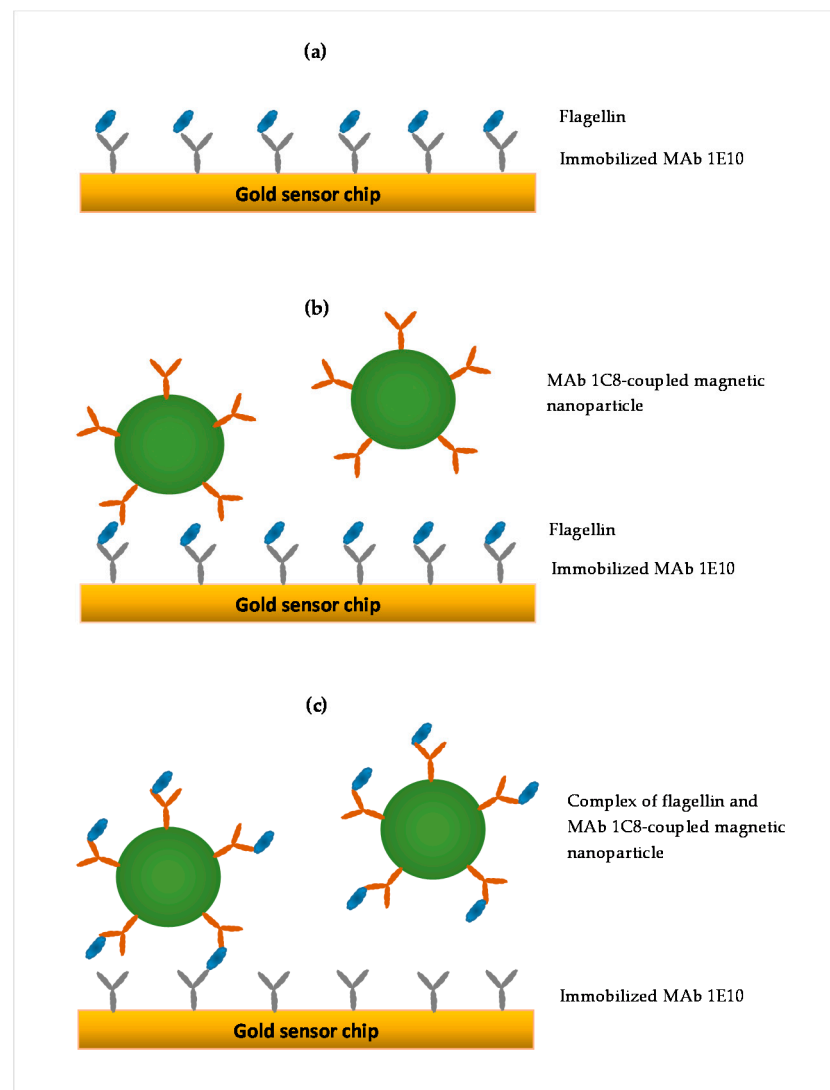 (a)
Flagellin
Immobilized MAb 1E10
Gold sensor chip
(b)
MAb 1C8-coupled magnetic
nanoparticle
Flagellin
Immobilized MAb 1E10
Gold sensor chip
(c)
Complex of flagellin and
MAb 1C8-coupled magnetic
nanoparticle
Immobilized MAb 1E10
Gold sensor chip